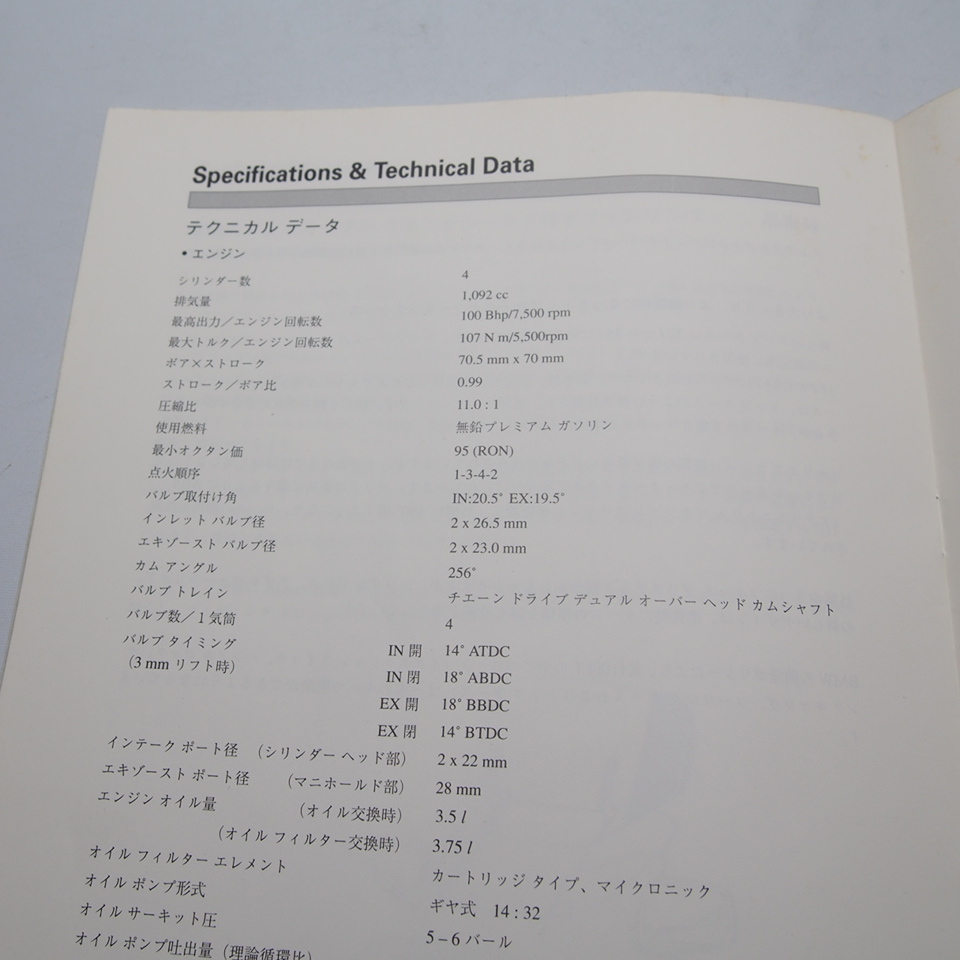 Specifications & Technical Data
テクニカル データ
• エンジン
シリンダー数 4
排気量 1,092 cc
最高出力／エンジン回転数 100 Bhp/7,500 rpm
最大トルク／エンジン回転数 107 N m/5,500rpm
ボア×ストローク 70.5 mm x 70 mm
ストローク／ボア比 0.99
圧縮比 11.0 : 1
使用燃料 無鉛プレミアム ガソリン
最小オクタン価 95 (RON)
点火順序 1-3-4-2
バルブ取付け角 IN:20.5° EX:19.5°
インレット バルブ径 2 x 26.5 mm
エキゾースト バルブ径 2 x 23.0 mm
カム アングル 256°
バルブ トレイン チエーン ドライブ デュアル オーバー ヘッド カムシャフト
バルブ数／1気筒 4
バルブ タイミング IN 開 14° ATDC
（3 mm リフト時） IN 閉 18° ABDC
EX 開 18° BBDC
EX 閉 14° BTDC
インテーク ポート径 （シリンダー ヘッド部） 2 x 22 mm
エキゾースト ポート径 （マニホールド部） 28 mm
エンジン オイル量 （オイル交換時） 3.5 l
（オイル フィルター交換時） 3.75 l
オイル フィルター エレメント カートリッジ タイプ、マイクロニック
オイル ポンプ形式 ギヤ式 14 : 32
オイル サーキット圧 5 – 6 バール
オイル ポンプ吐出量（理論循環比）